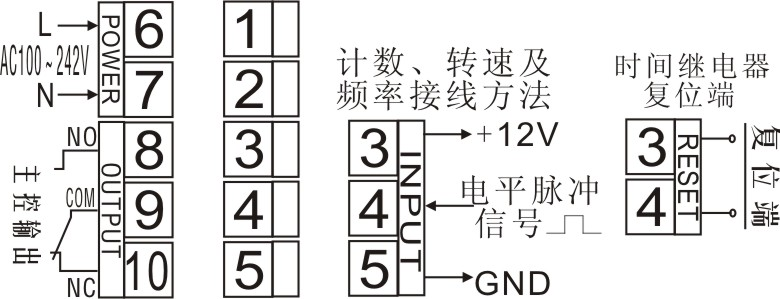 L
AC100~242V
N
POWER
6
7
NO
主控输出
COM
NC
OUTPUT
8
9
10
1
2
3
4
5
计数、转速及
频率接线方法
3
4
5
INPUT
+12V
电平脉冲
信号
GND
时间继电器
复位端
3
4
RESET
复位端